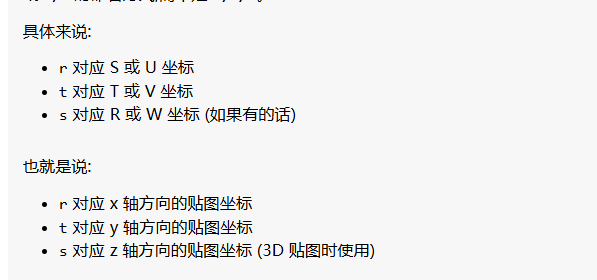 具体来说:
r 对应 S 或 U 坐标
t 对应 T 或 V 坐标
s 对应 R 或 W 坐标 (如果有的话)
也就是说:
r 对应 x 轴方向的贴图坐标
t 对应 y 轴方向的贴图坐标
s 对应 z 轴方向的贴图坐标 (3D 贴图时使用)